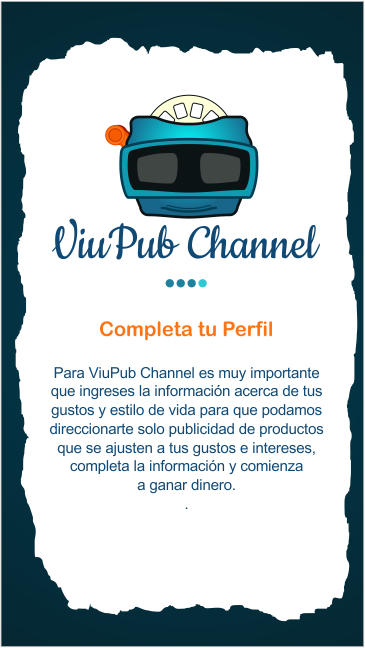 ViuPub Channel
Completa tu Perfil
Para ViuPub Channel es muy importante
que ingreses la información acerca de tus
gustos y estilo de vida para que podamos
direccionarte solo publicidad de productos
que se ajusten a tus gustos e intereses,
completa la información y comienza
a ganar dinero.
.